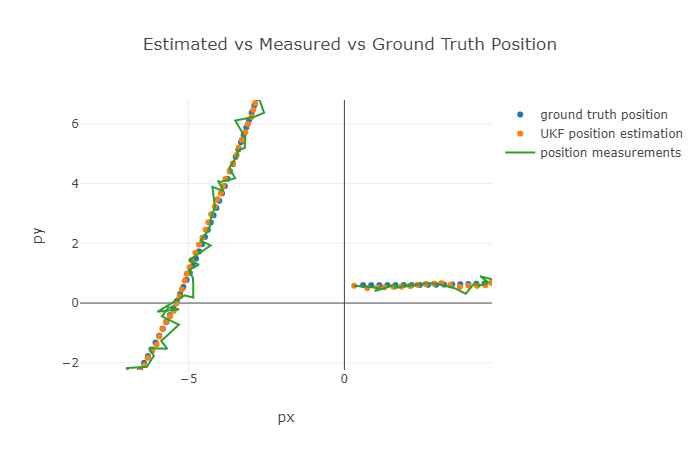 Estimated vs Measured vs Ground Truth Position
ground truth position
UKF position estimation
position measurements
6
4
2
0
−2
py
−5
0
px